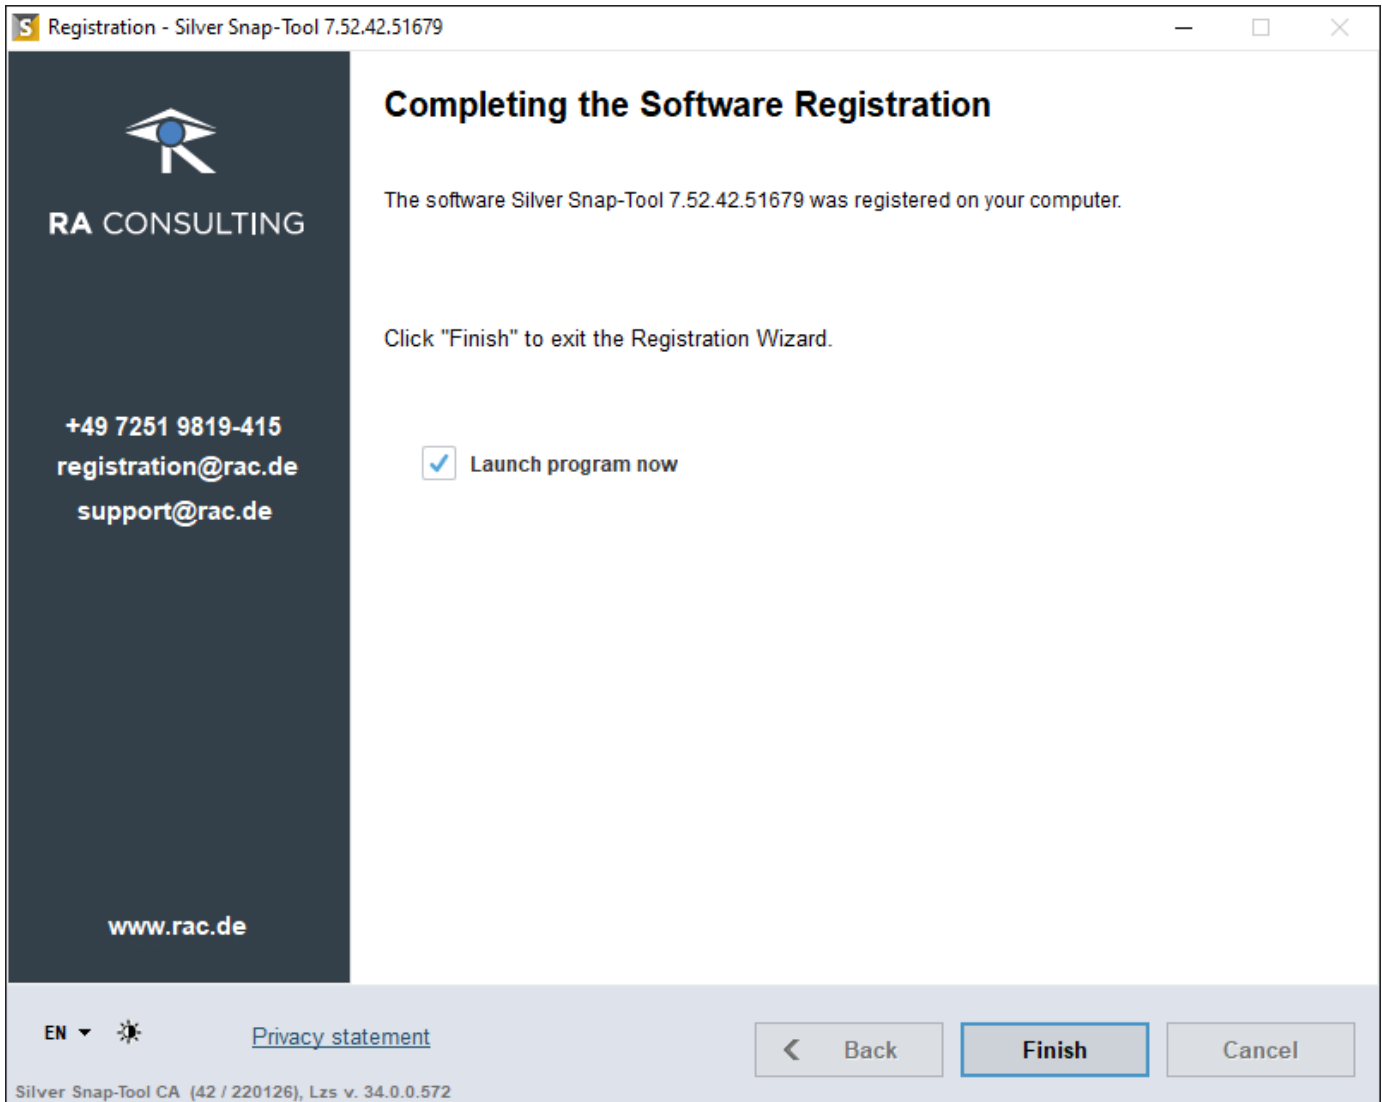 Registration - Silver Snap-Tool 7.52.42.51679
RA CONSULTING
+49 7251 9819-415
registration@rac.de
support@rac.de
www.rac.de
Completing the Software Registration
The software Silver Snap-Tool 7.52.42.51679 was registered on your computer.
Click "Finish" to exit the Registration Wizard.
Launch program now
EN
Privacy statement
Back
Finish
Cancel
Silver Snap-Tool CA (42 / 220126), Lzs v. 34.0.0.572